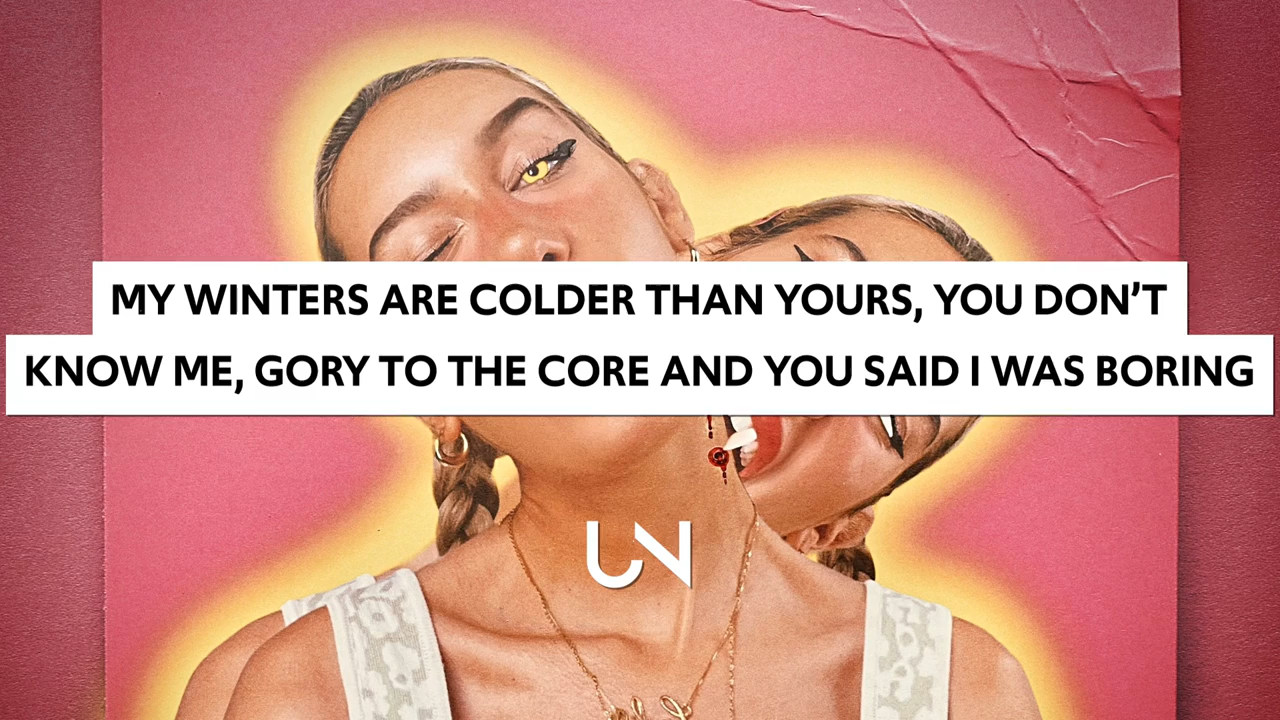 MY WINTERS ARE COLDER THAN YOURS, YOU DON’T
KNOW ME, GORY TO THE CORE AND YOU SAID I WAS BORING
UN